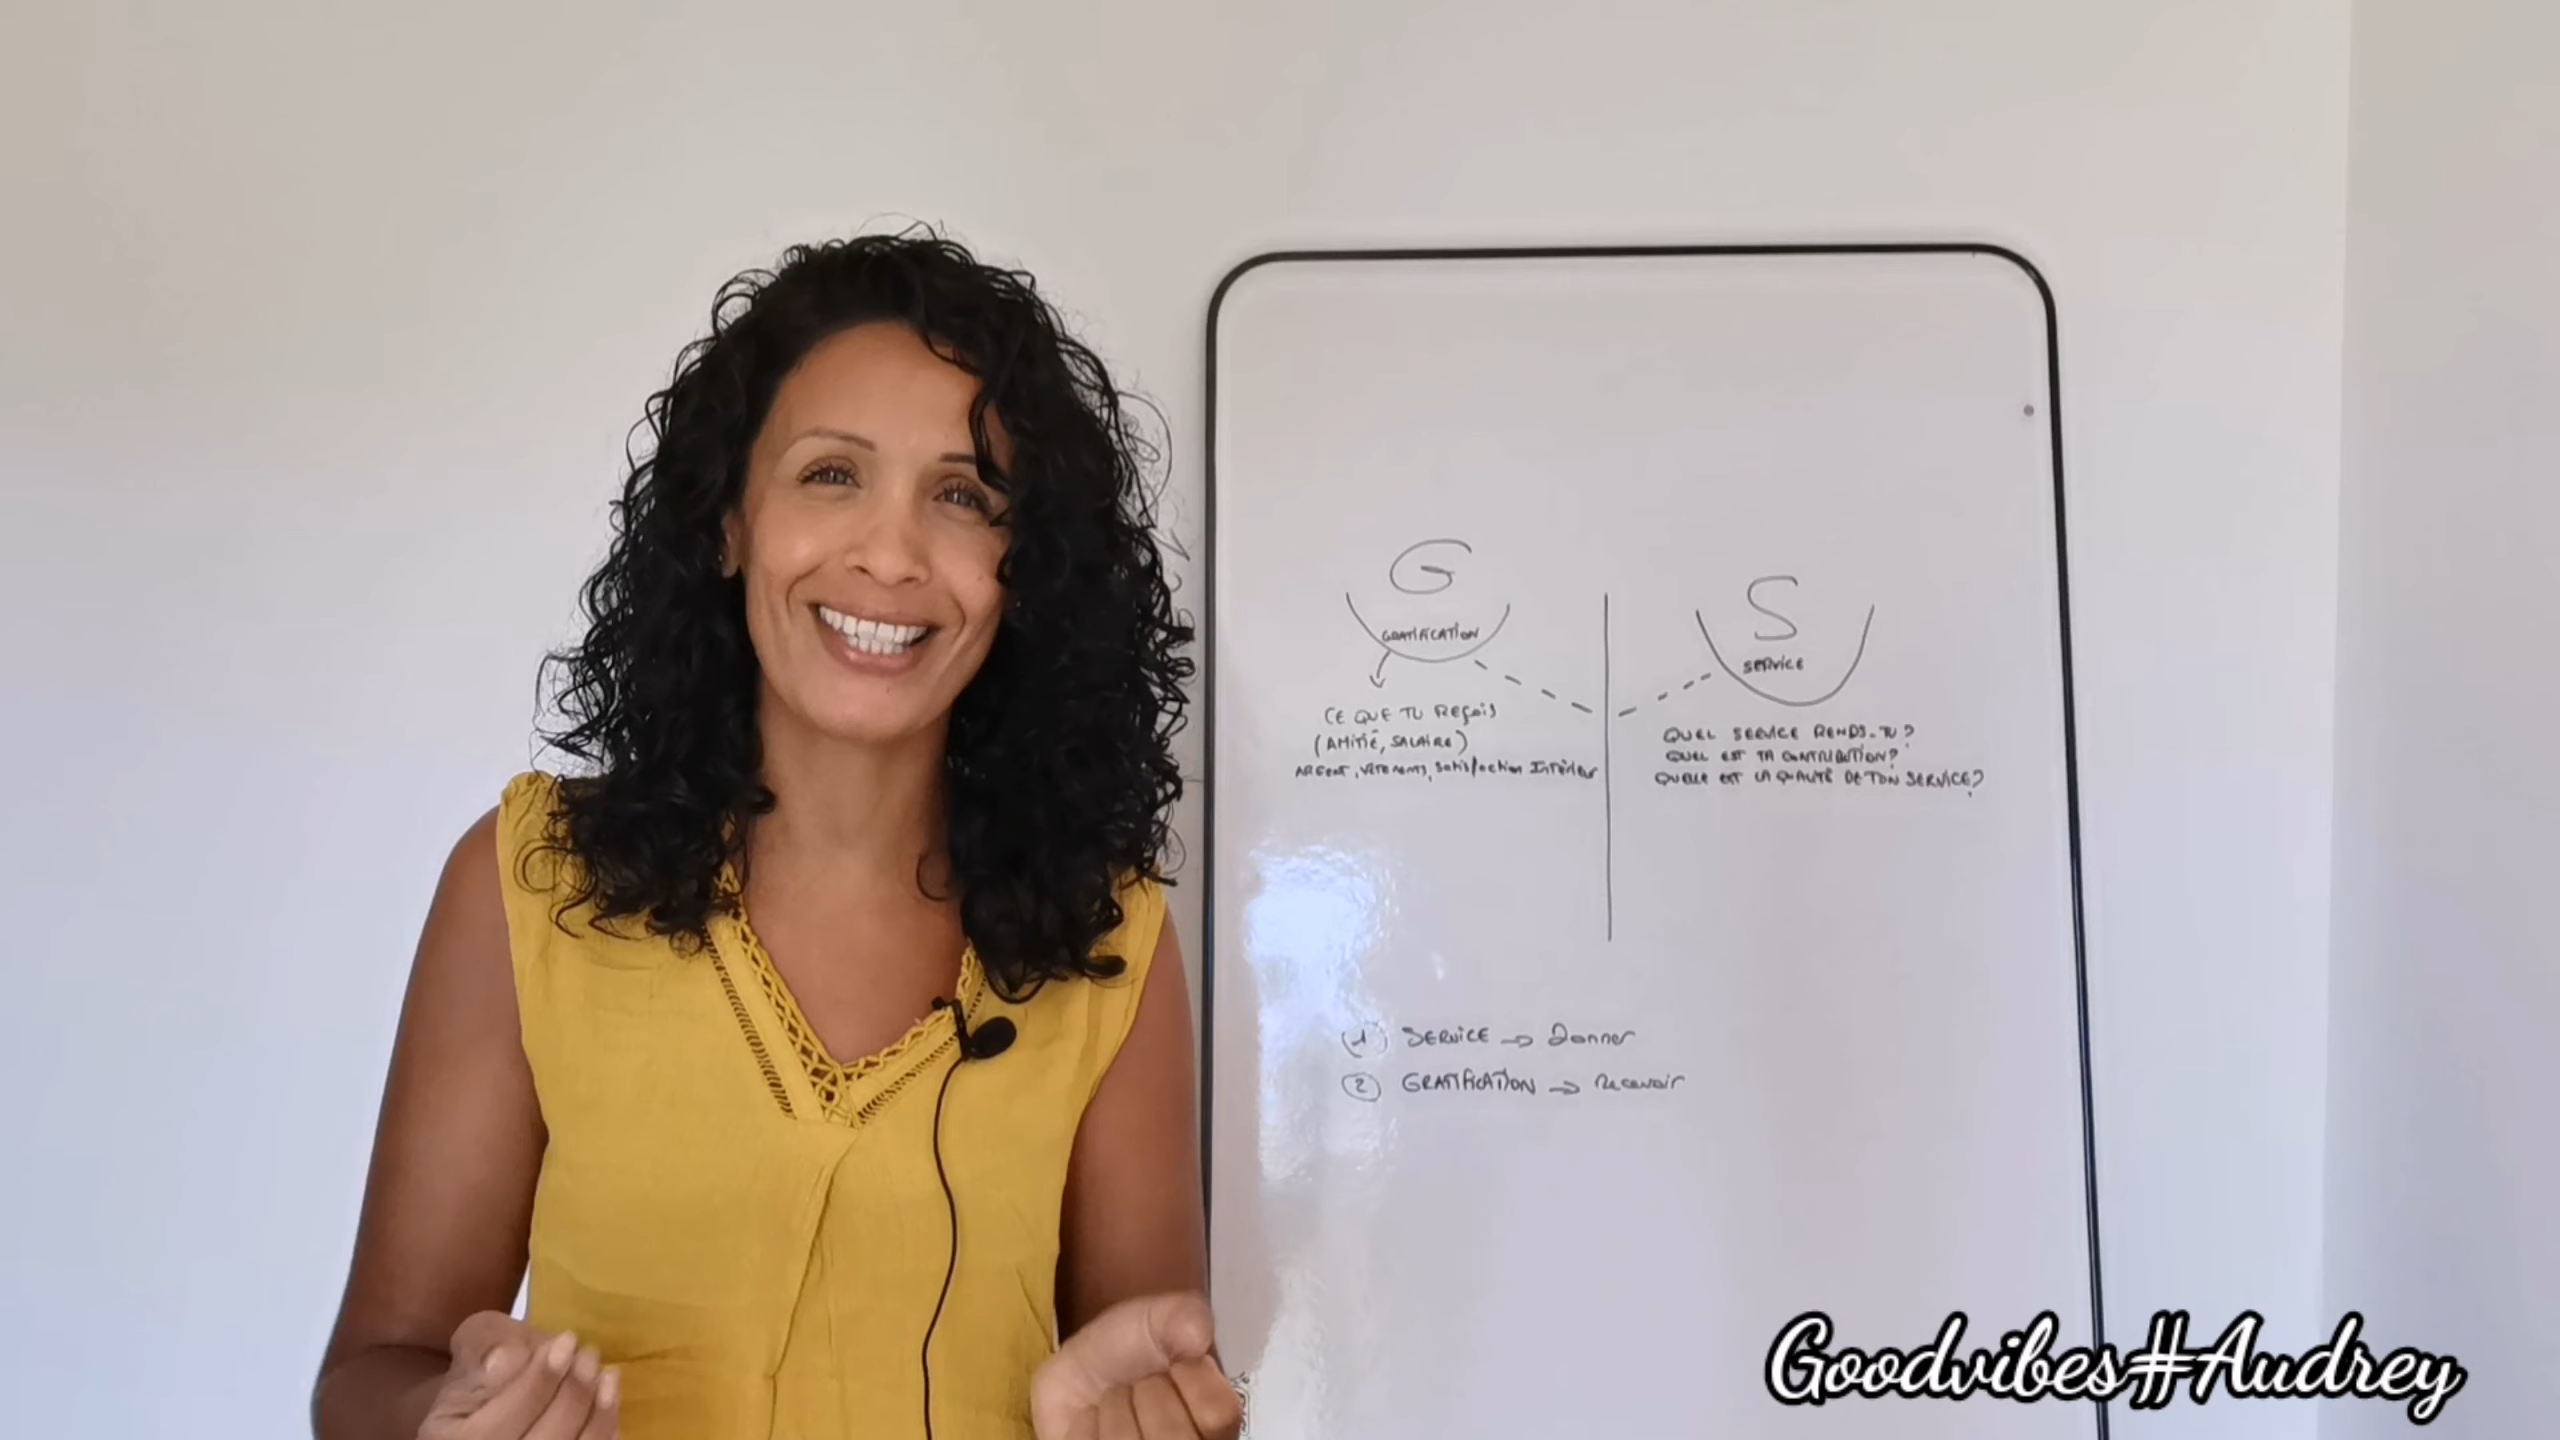 G
GRATIFICATION
CE QUE TU REÇOIS
(AMITIÉ, SALAIRE)
ARGENT, VÊTEMENTS, Satisfaction Intérieur
S
SERVICE
QUEL SERVICE RENDS-TU?
QUEL EST TA CONTRIBUTION?
QUELLE EST LA QUALITÉ DE TON SERVICE?
1 SERVICE → Donner
2 GRATIFICATION → Recevoir
Goodvibes#Audrey